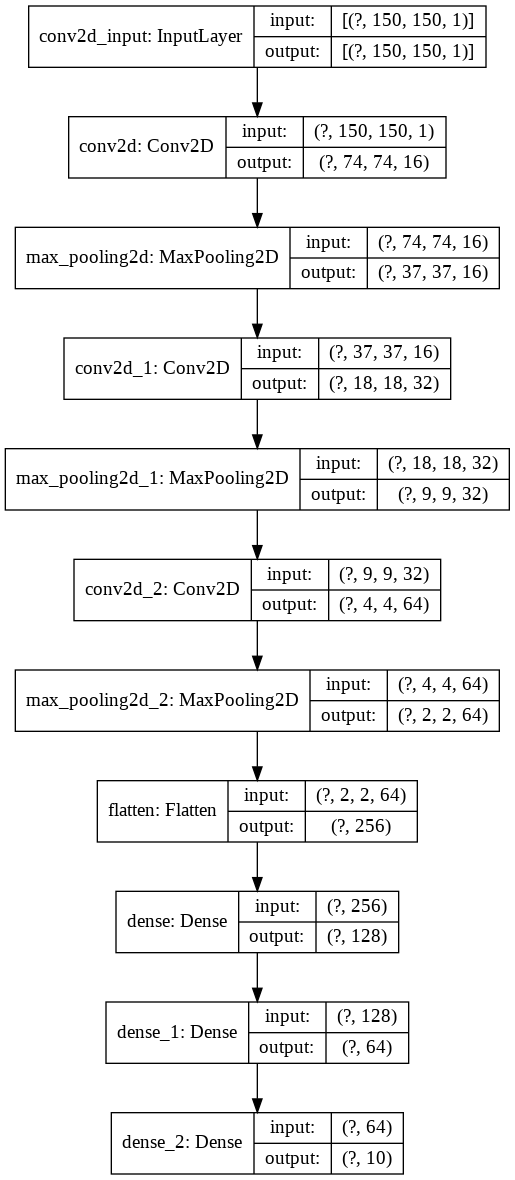 conv2d_input: InputLayer
input: [(?, 150, 150, 1)]
output: [(?, 150, 150, 1)]
conv2d: Conv2D
input: (?, 150, 150, 1)
output: (?, 74, 74, 16)
max_pooling2d: MaxPooling2D
input: (?, 74, 74, 16)
output: (?, 37, 37, 16)
conv2d_1: Conv2D
input: (?, 37, 37, 16)
output: (?, 18, 18, 32)
max_pooling2d_1: MaxPooling2D
input: (?, 18, 18, 32)
output: (?, 9, 9, 32)
conv2d_2: Conv2D
input: (?, 9, 9, 32)
output: (?, 4, 4, 64)
max_pooling2d_2: MaxPooling2D
input: (?, 4, 4, 64)
output: (?, 2, 2, 64)
flatten: Flatten
input: (?, 2, 2, 64)
output: (?, 256)
dense: Dense
input: (?, 256)
output: (?, 128)
dense_1: Dense
input: (?, 128)
output: (?, 64)
dense_2: Dense
input: (?, 64)
output: (?, 10)